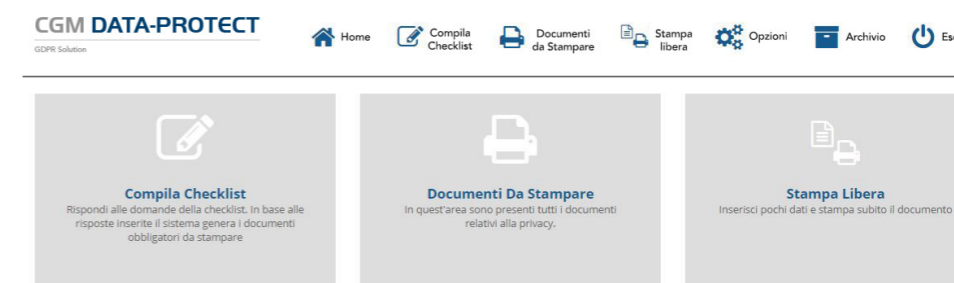 CGM DATA-PROTECT
GDPR Solution
Home
Compila
Checklist
Documenti
da Stampare
Stampa
libera
Opzioni
Archivio
Compila Checklist
Rispondi alle domande della checklist. In base alle
risposte inserite il sistema genera i documenti
obbligatori da stampare
Documenti Da Stampare
In quest'area sono presenti tutti i documenti
relativi alla privacy.
Stampa Libera
Inserisci pochi dati e stampa subito il documento